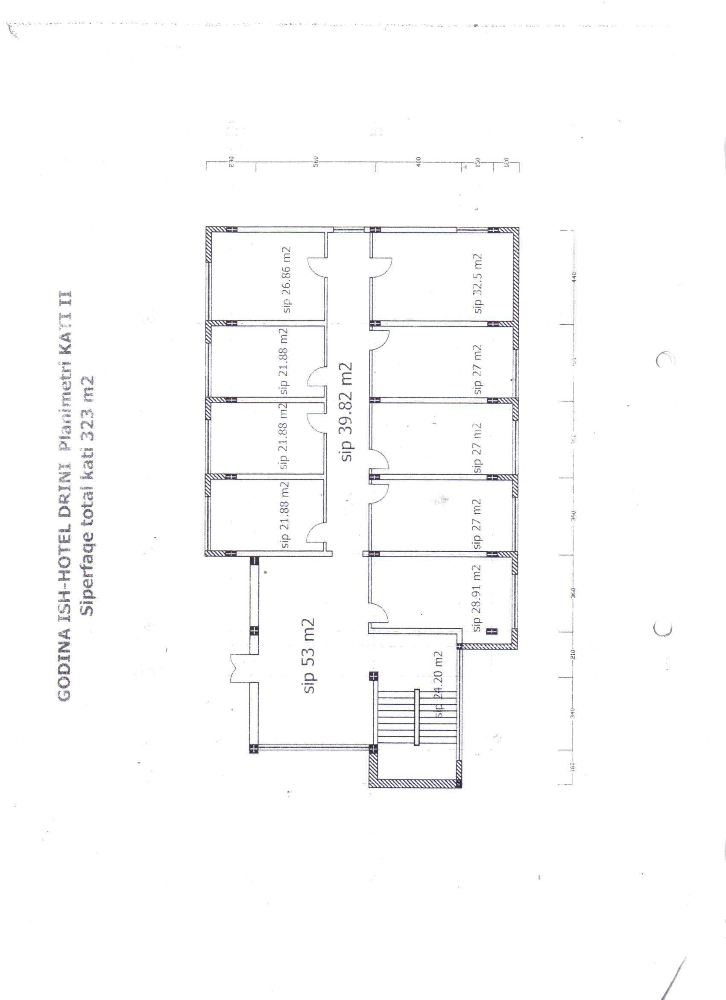 GODINA ISH-HOTEL DRINI Planimetri KATI II
Siperfaqe total kati 323 m2
sip 21.88 m2
sip 21.88 m2
sip 21.88 m2
sip 26.86 m2
sip 53 m2
sip 39.82 m2
sip 24.20 m2
sip 28.91 m2
sip 27 m2
sip 27 m2
sip 27 m2
sip 32.5 m2
230
560
400
150
120
160
340
210
360
360
360
440